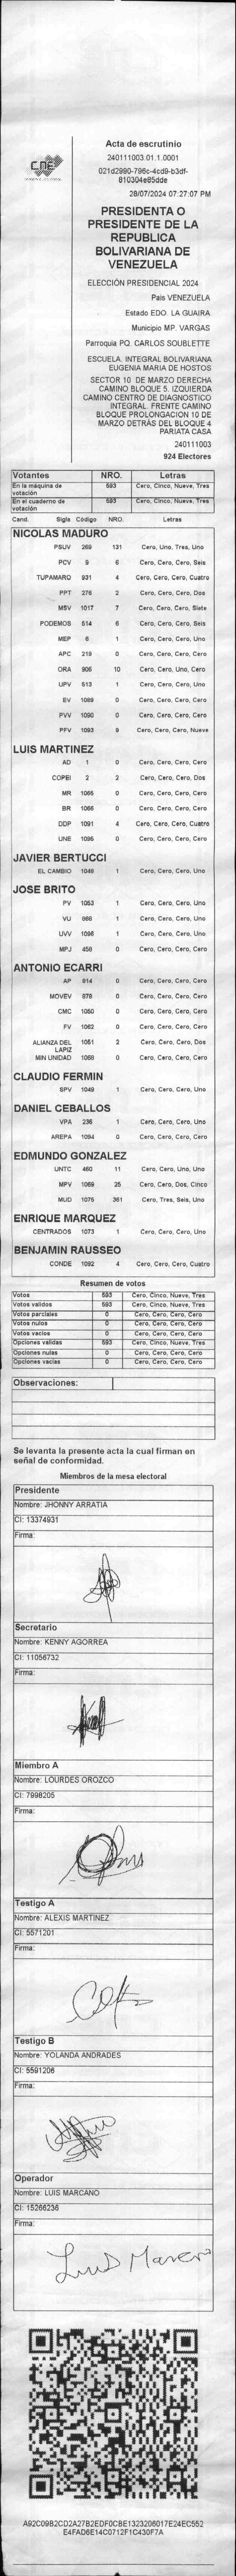 CNE
Acta de escrutinio
240111003.01.1.0001
28/07/2024 07:27:07 PM
PRESIDENTA O
PRESIDENTE DE LA
REPUBLICA
BOLIVARIANA DE
VENEZUELA
ELECCIÓN PRESIDENCIAL 2024
Pais VENEZUELA
Estado EDO. LA GUAIRA
Municipio MP. VARGAS
Parroquia PQ. CARLOS SOUBLETTE
ESCUELA. INTEGRAL BOLIVARIANA
EUGENIA MARIA DE HOSTOS
SECTOR 10 DE MARZO DERECHA
CAMINO BLOQUE 5. IZQUIERDA
CAMINO CENTRO DE DIAGNOSTICO
INTEGRAL. FRENTE CAMINO
BLOQUE PROLONGACION 10 DE
MARZO DETRÁS DEL BLOQUE 4
PARIATA CASA
240111003
924 Electores
Votantes NRO. Letras
En la máquina de votación 593 Cero, Cinco, Nueve, Tres
En el cuaderno de votación 593 Cero, Cinco, Nueve, Tres
Cand. Sigla Código NRO. Letras
NICOLAS MADURO
PSUV 269 131 Cero, Uno, Tres, Uno
PCV 9 6 Cero, Cero, Cero, Seis
TUPAMARO 931 4 Cero, Cero, Cero, Cuatro
PPT 276 2 Cero, Cero, Cero, Dos
MSV 1017 7 Cero, Cero, Cero, Siete
PODEMOS 514 6 Cero, Cero, Cero, Seis
MEP 6 1 Cero, Cero, Cero, Uno
APC 219 0 Cero, Cero, Cero, Cero
ORA 906 10 Cero, Cero, Uno, Cero
UPV 513 1 Cero, Cero, Cero, Uno
EV 1089 0 Cero, Cero, Cero, Cero
PVV 1090 0 Cero, Cero, Cero, Cero
PFV 1093 9 Cero, Cero, Cero, Nueve
LUIS MARTINEZ
AD 1 0 Cero, Cero, Cero, Cero
COPEI 2 2 Cero, Cero, Cero, Dos
MR 1065 0 Cero, Cero, Cero, Cero
BR 1066 0 Cero, Cero, Cero, Cero
DDP 1091 4 Cero, Cero, Cero, Cuatro
UNE 1095 0 Cero, Cero, Cero, Cero
JAVIER BERTUCCI
EL CAMBIO 1048 1 Cero, Cero, Cero, Uno
JOSE BRITO
PV 1053 1 Cero, Cero, Cero, Uno
VU 966 1 Cero, Cero, Cero, Uno
UVV 1096 1 Cero, Cero, Cero, Uno
MPJ 458 0 Cero, Cero, Cero, Cero
ANTONIO ECARRI
AP 914 0 Cero, Cero, Cero, Cero
MOVEV 978 0 Cero, Cero, Cero, Cero
CMC 1050 0 Cero, Cero, Cero, Cero
FV 1062 0 Cero, Cero, Cero, Cero
ALIANZA DEL LAPIZ 1051 2 Cero, Cero, Cero, Dos
MIN UNIDAD 1058 0 Cero, Cero, Cero, Cero
CLAUDIO FERMIN
SPV 1049 1 Cero, Cero, Cero, Uno
DANIEL CEBALLOS
VPA 236 1 Cero, Cero, Cero, Uno
AREPA 1094 0 Cero, Cero, Cero, Cero
EDMUNDO GONZALEZ
UNTC 460 11 Cero, Cero, Uno, Uno
MPV 1069 25 Cero, Cero, Dos, Cinco
MUD 1075 361 Cero, Tres, Seis, Uno
ENRIQUE MARQUEZ
CENTRADOS 1073 1 Cero, Cero, Cero, Uno
BENJAMIN RAUSSEO
CONDE 1092 4 Cero, Cero, Cero, Cuatro
Resumen de votos
Votos 593 Cero, Cinco, Nueve, Tres
Votos validos 593 Cero, Cinco, Nueve, Tres
Votos parciales 0 Cero, Cero, Cero, Cero
Votos nulos 0 Cero, Cero, Cero, Cero
Votos vacios 0 Cero, Cero, Cero, Cero
Opciones validas 593 Cero, Cinco, Nueve, Tres
Opciones nulas 0 Cero, Cero, Cero, Cero
Opciones vacias 0 Cero, Cero, Cero, Cero
Observaciones:
Se levanta la presente acta la cual firman en
señal de conformidad.
Miembros de la mesa electoral
Presidente
Nombre: JHONNY ARRATIA
CI: 13374931
Firma:
Secretario
Nombre: KENNY AGORREA
CI: 11056732
Firma:
Miembro A
Nombre: LOURDES OROZCO
CI: 7998205
Firma:
Testigo A
Nombre: ALEXIS MARTINEZ
CI: 5571201
Firma:
Testigo B
Nombre: YOLANDA ANDRADES
CI: 5591206
Firma:
Operador
Nombre: LUIS MARCANO
CI: 15266236
Firma:
Luis
A92C09B2CD2A27B2EDF0CBE1323206017E24EC552
E4FAD6E14C0712F1C430F7A